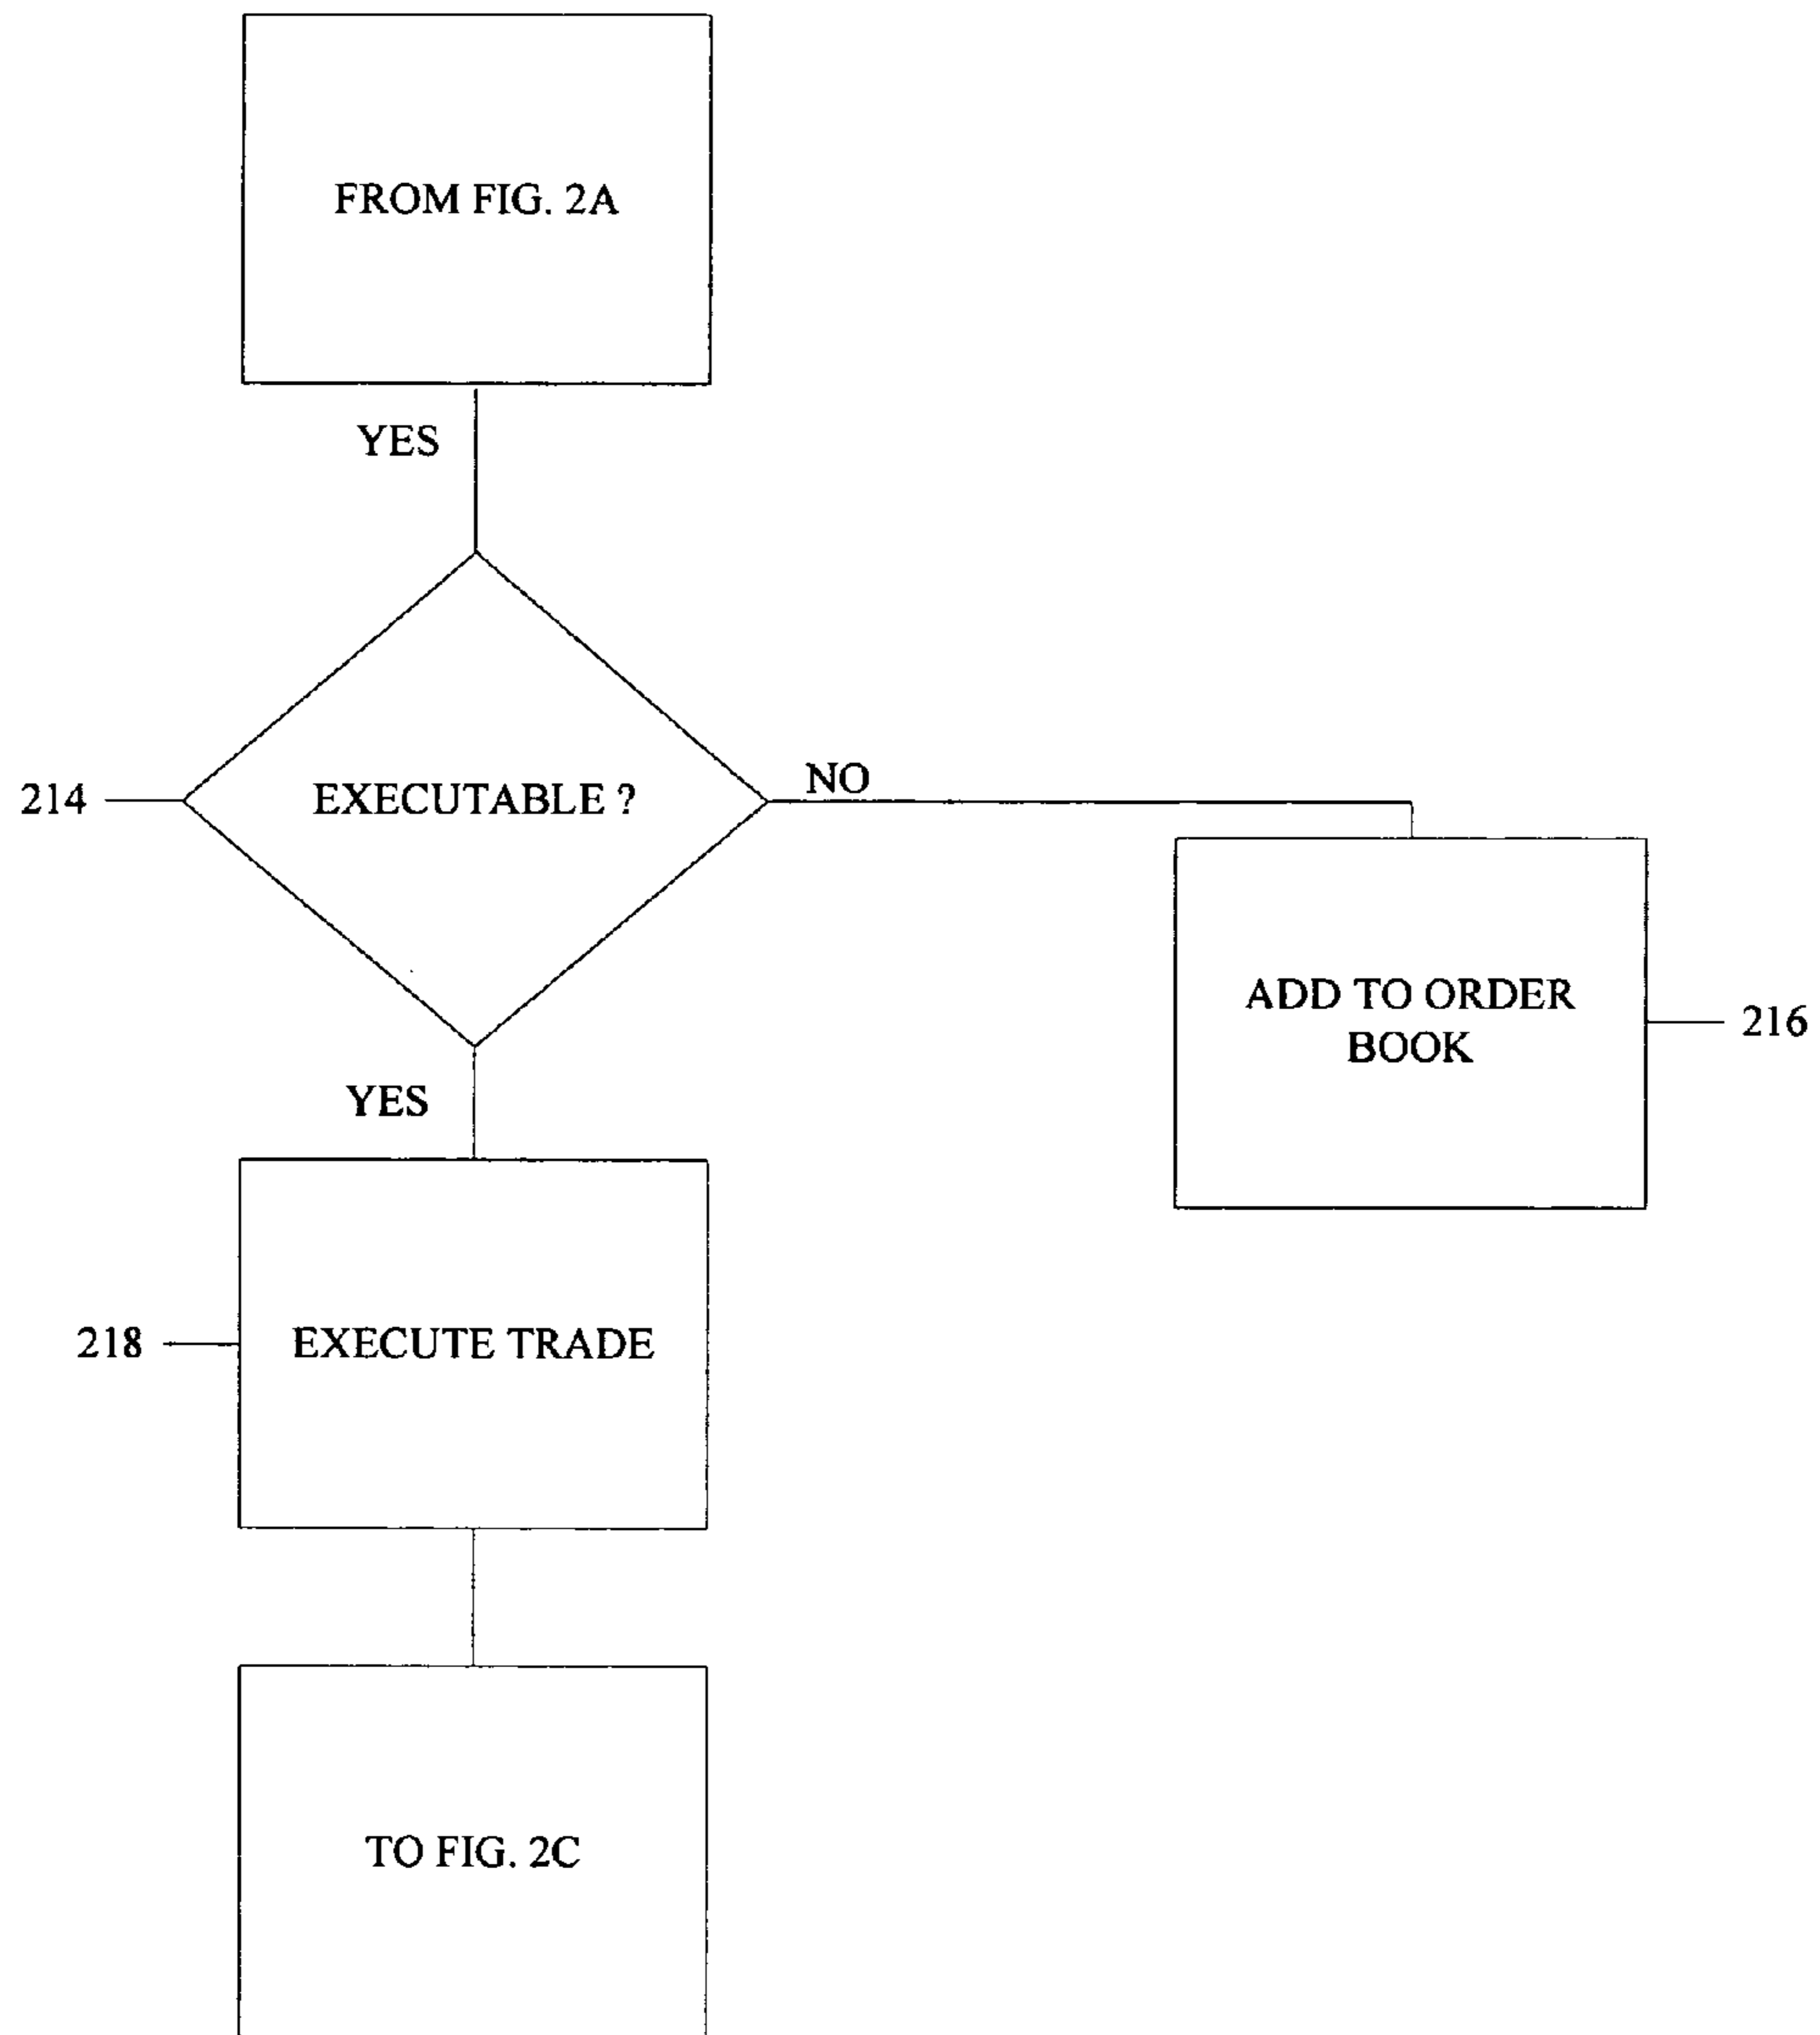 FROM FIG. 2A
YES
214
EXECUTABLE ?
NO
ADD TO ORDER
BOOK
216
YES
218
EXECUTE TRADE
TO FIG. 2C